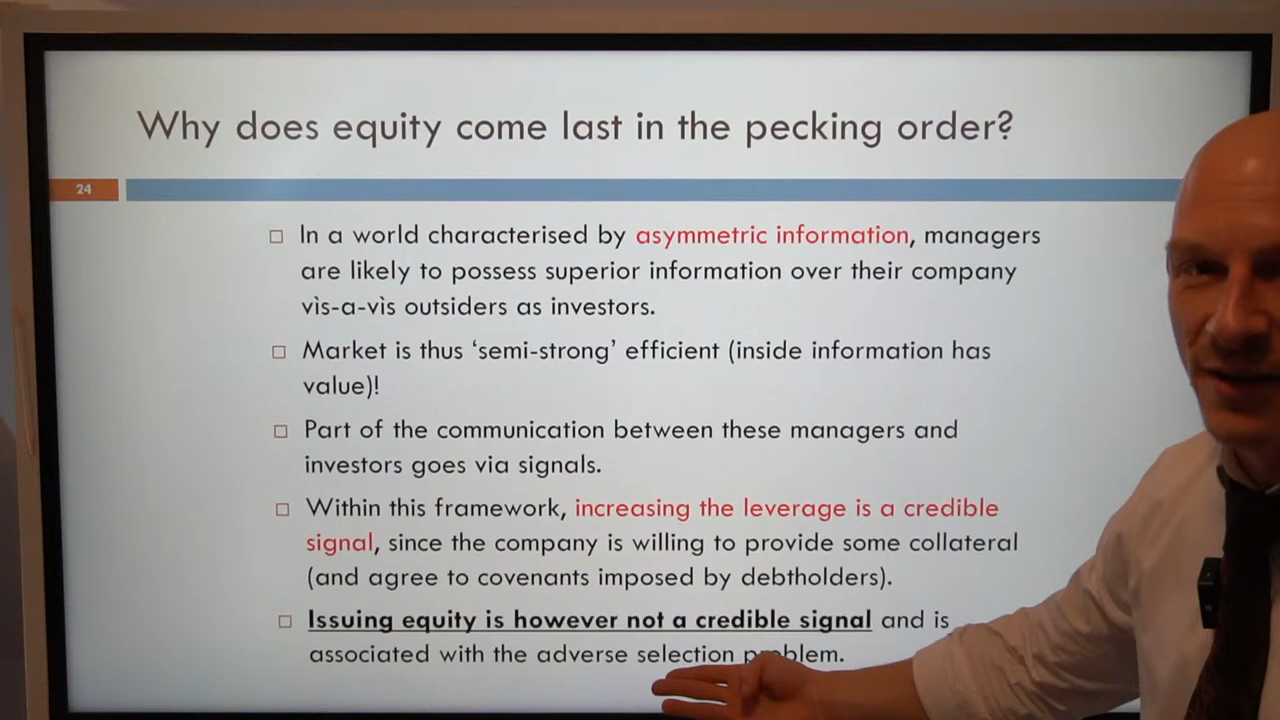 Why does equity come last in the pecking order?
24
□ In a world characterised by asymmetric information, managers
are likely to possess superior information over their company
vìs-a-vìs outsiders as investors.
□ Market is thus ‘semi-strong’ efficient (inside information has
value)!
□ Part of the communication between these managers and
investors goes via signals.
□ Within this framework, increasing the leverage is a credible
signal, since the company is willing to provide some collateral
(and agree to covenants imposed by debtholders).
□ Issuing equity is however not a credible signal and is
associated with the adverse selection problem.